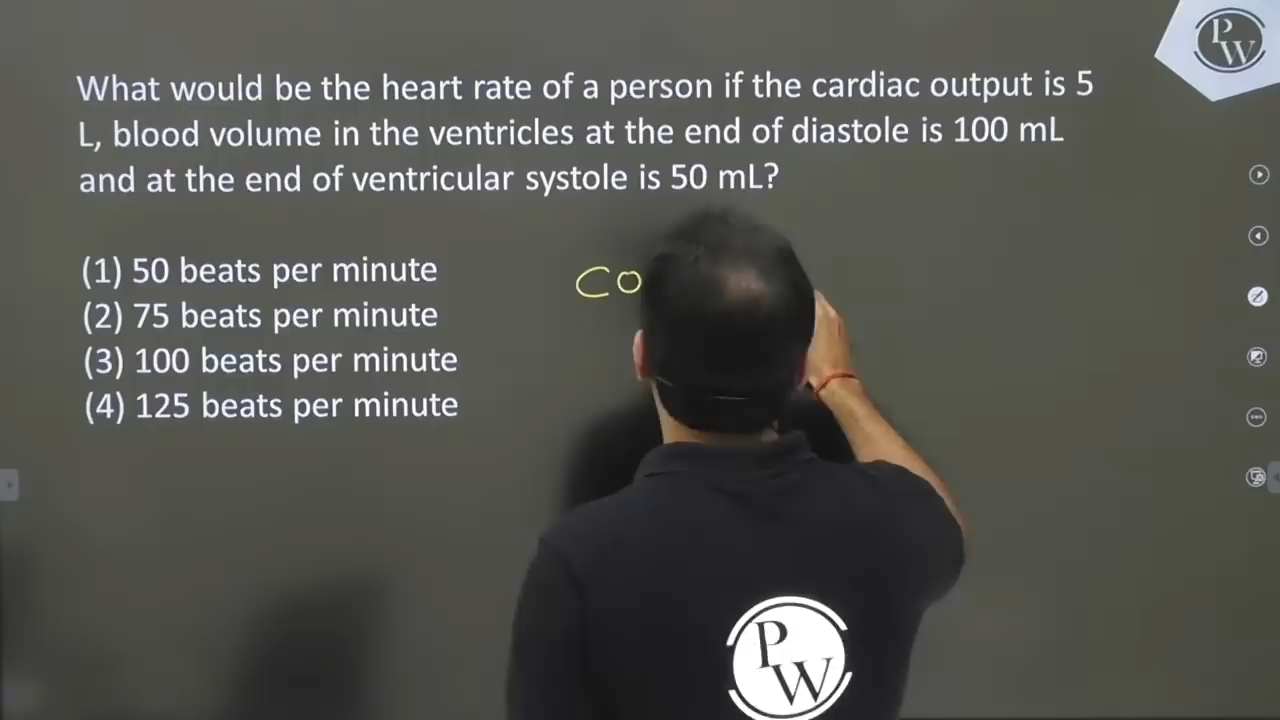 What would be the heart rate of a person if the cardiac output is 5
L, blood volume in the ventricles at the end of diastole is 100 mL
and at the end of ventricular systole is 50 mL?
(1) 50 beats per minute
(2) 75 beats per minute
(3) 100 beats per minute
(4) 125 beats per minute
CO
PW
PW